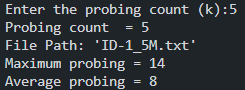 Enter the probing count (k):5
Probing count  = 5
File Path: 'ID-1_5M.txt'
Maximum probing = 14
Average probing = 8